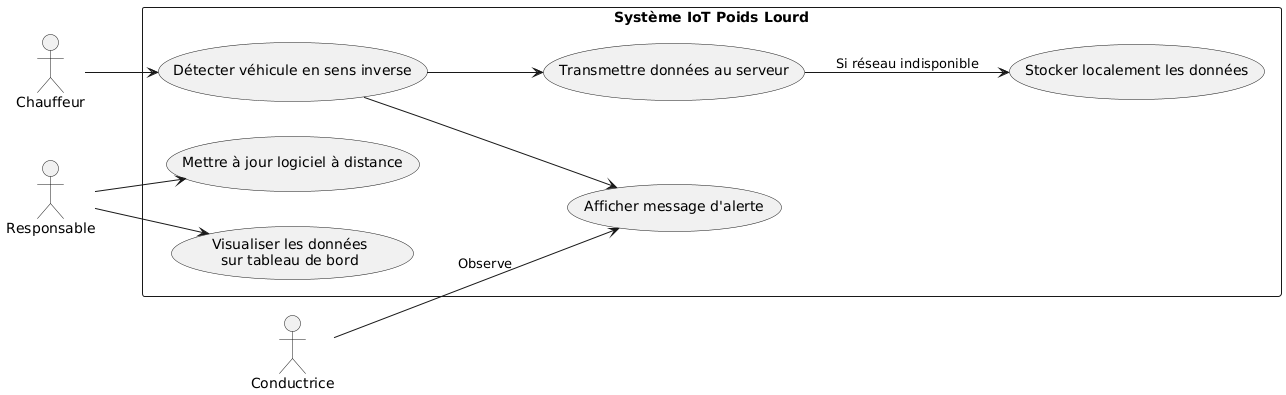 Système IoT Poids Lourd
Chauffeur
Détecter véhicule en sens inverse
Transmettre données au serveur
Si réseau indisponible
Stocker localement les données
Responsable
Mettre à jour logiciel à distance
Afficher message d'alerte
Visualiser les données
sur tableau de bord
Observe
Conductrice